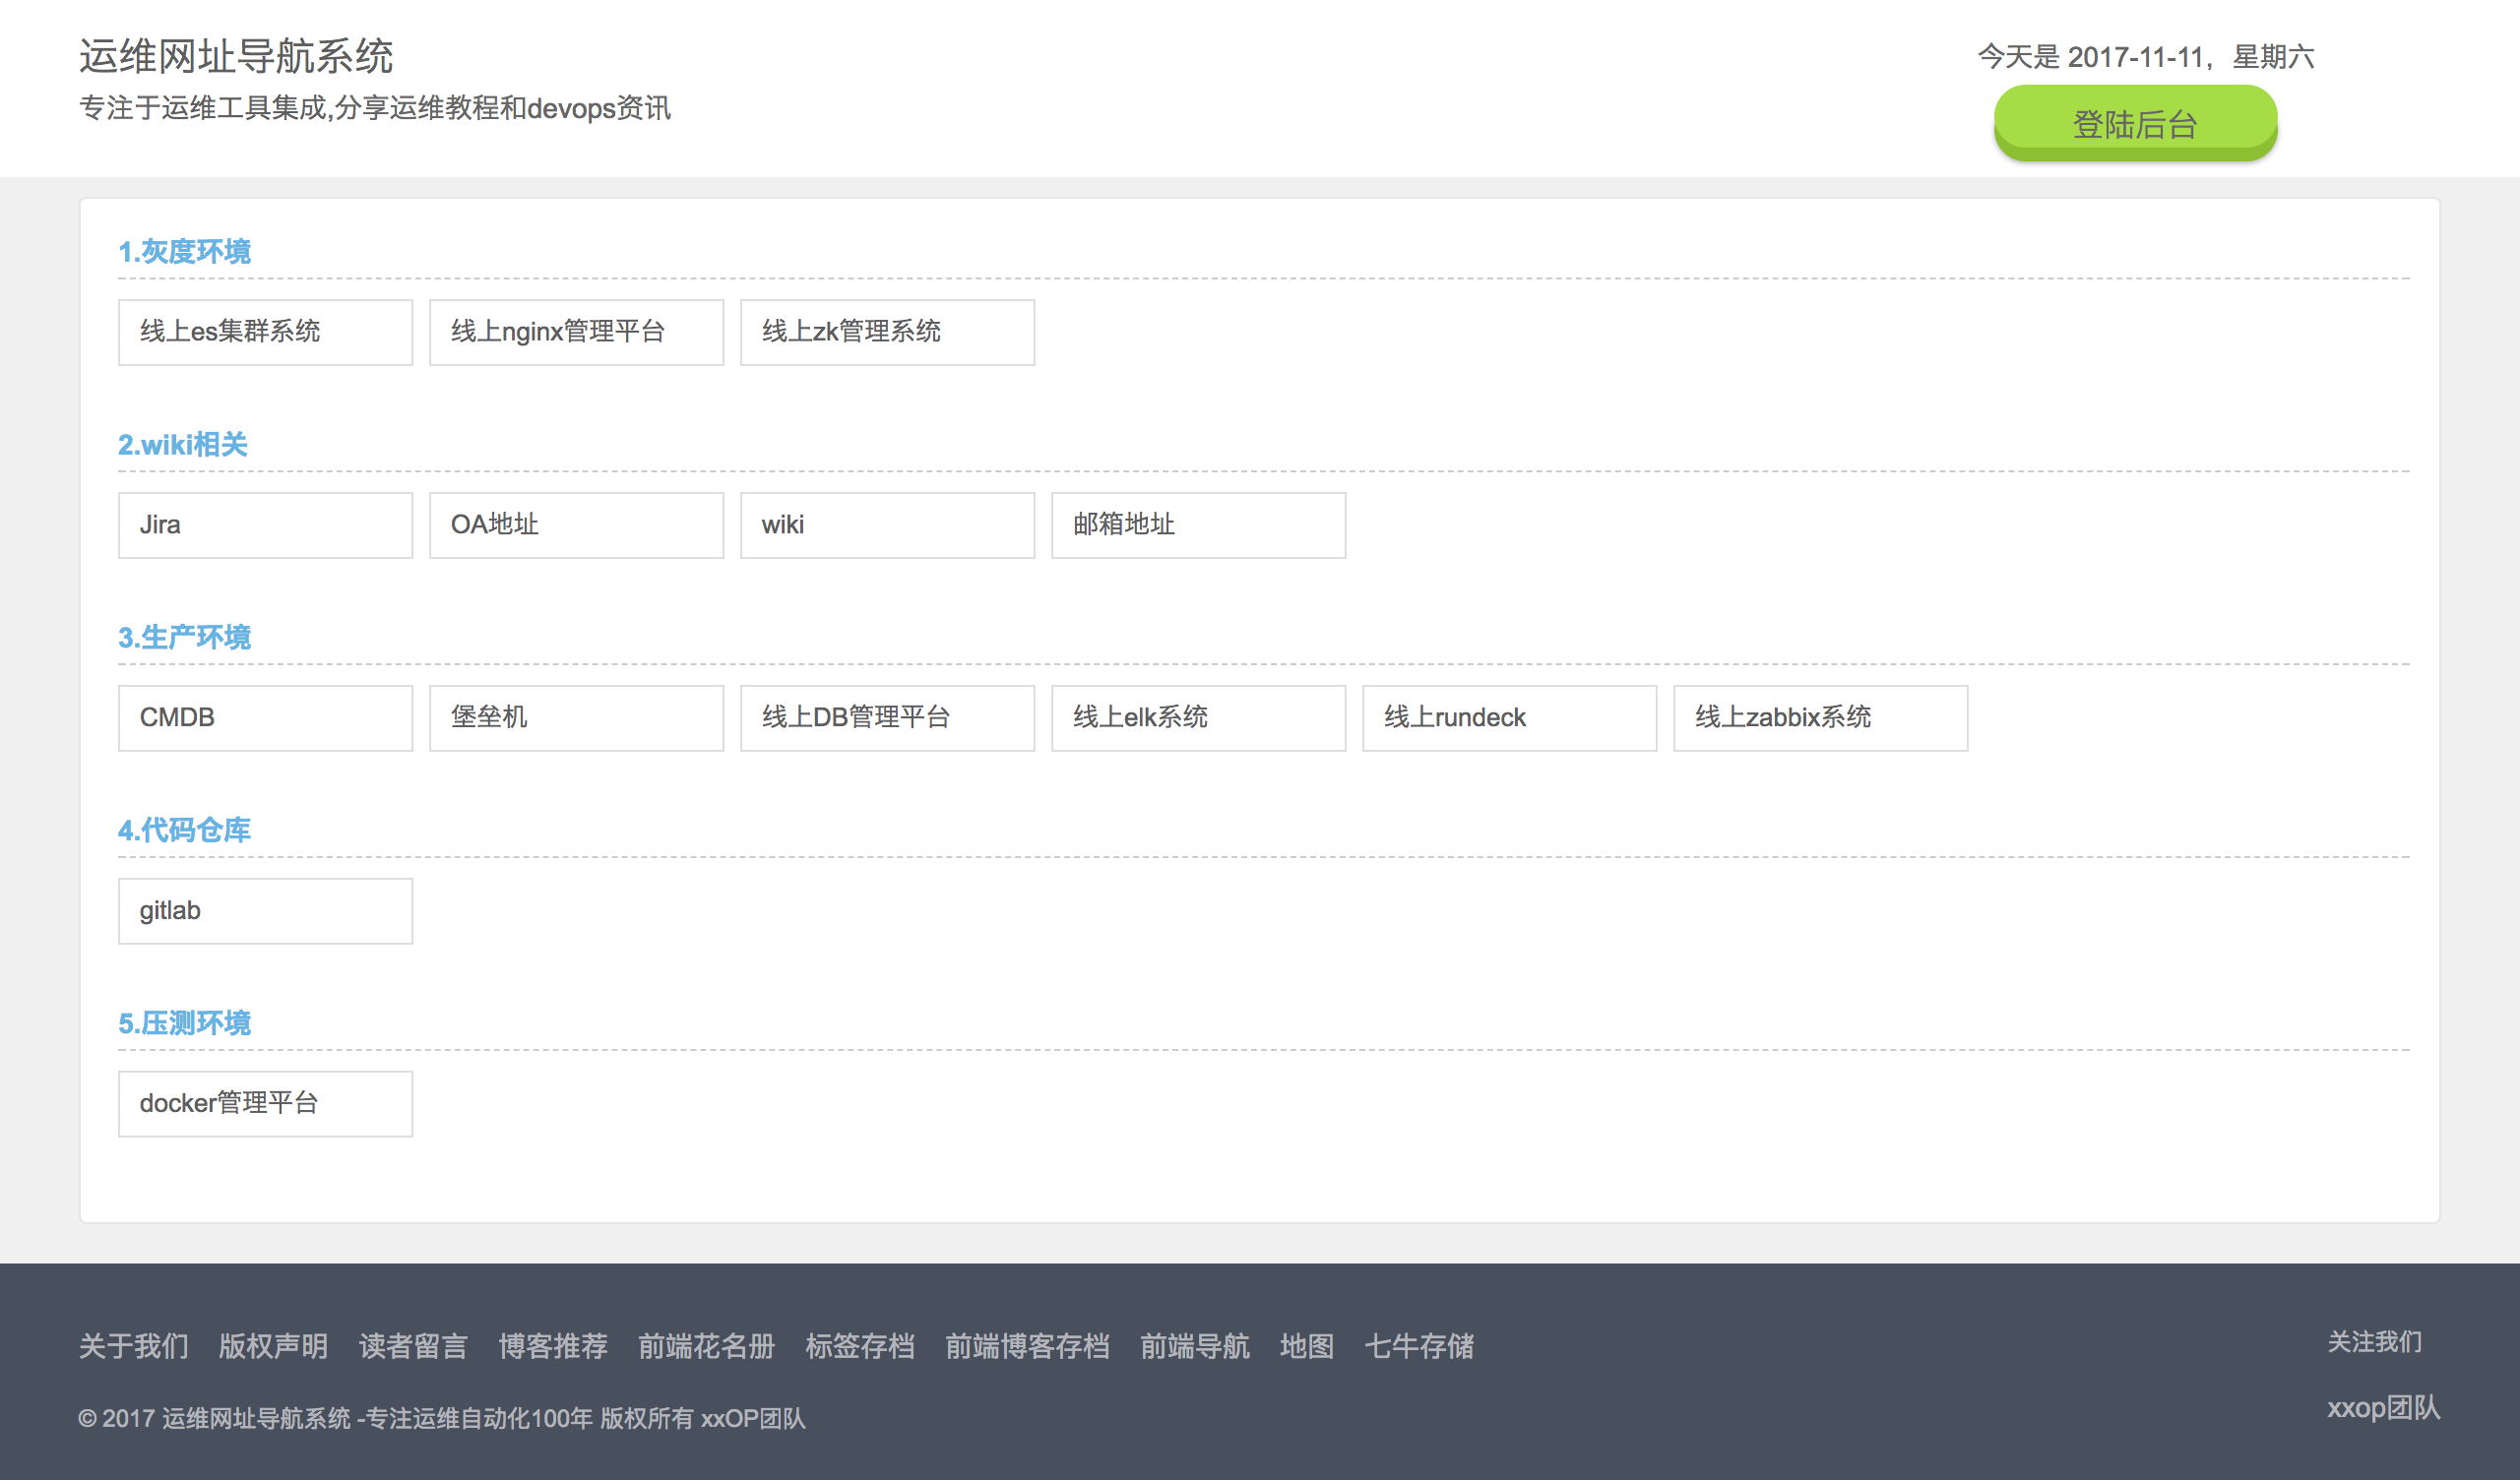 运维网址导航系统
今天是 2017-11-11，星期六
专注于运维工具集成,分享运维教程和devops资讯
登陆后台
1.灰度环境
线上es集群系统 线上nginx管理平台 线上zk管理系统
2.wiki相关
Jira OA地址 wiki 邮箱地址
3.生产环境
CMDB 堡垒机 线上DB管理平台 线上elk系统 线上rundeck 线上zabbix系统
4.代码仓库
gitlab
5.压测环境
docker管理平台
关于我们 版权声明 读者留言 博客推荐 前端花名册 标签存档 前端博客存档 前端导航 地图 七牛存储
关注我们
© 2017 运维网址导航系统 -专注运维自动化100年 版权所有 xxOP团队
xxop团队